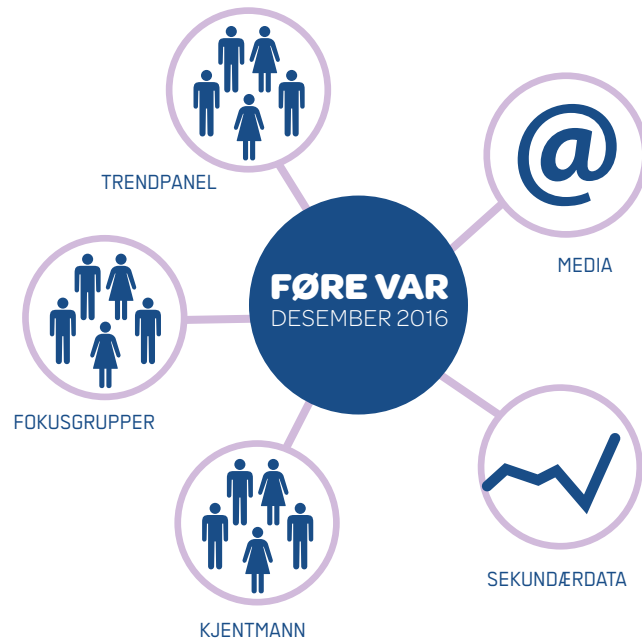 TRENDPANEL
@
MEDIA
FØRE VAR
DESEMBER 2016
FOKUSGRUPPER
SEKUNDÆRDATA
KJENTMANN